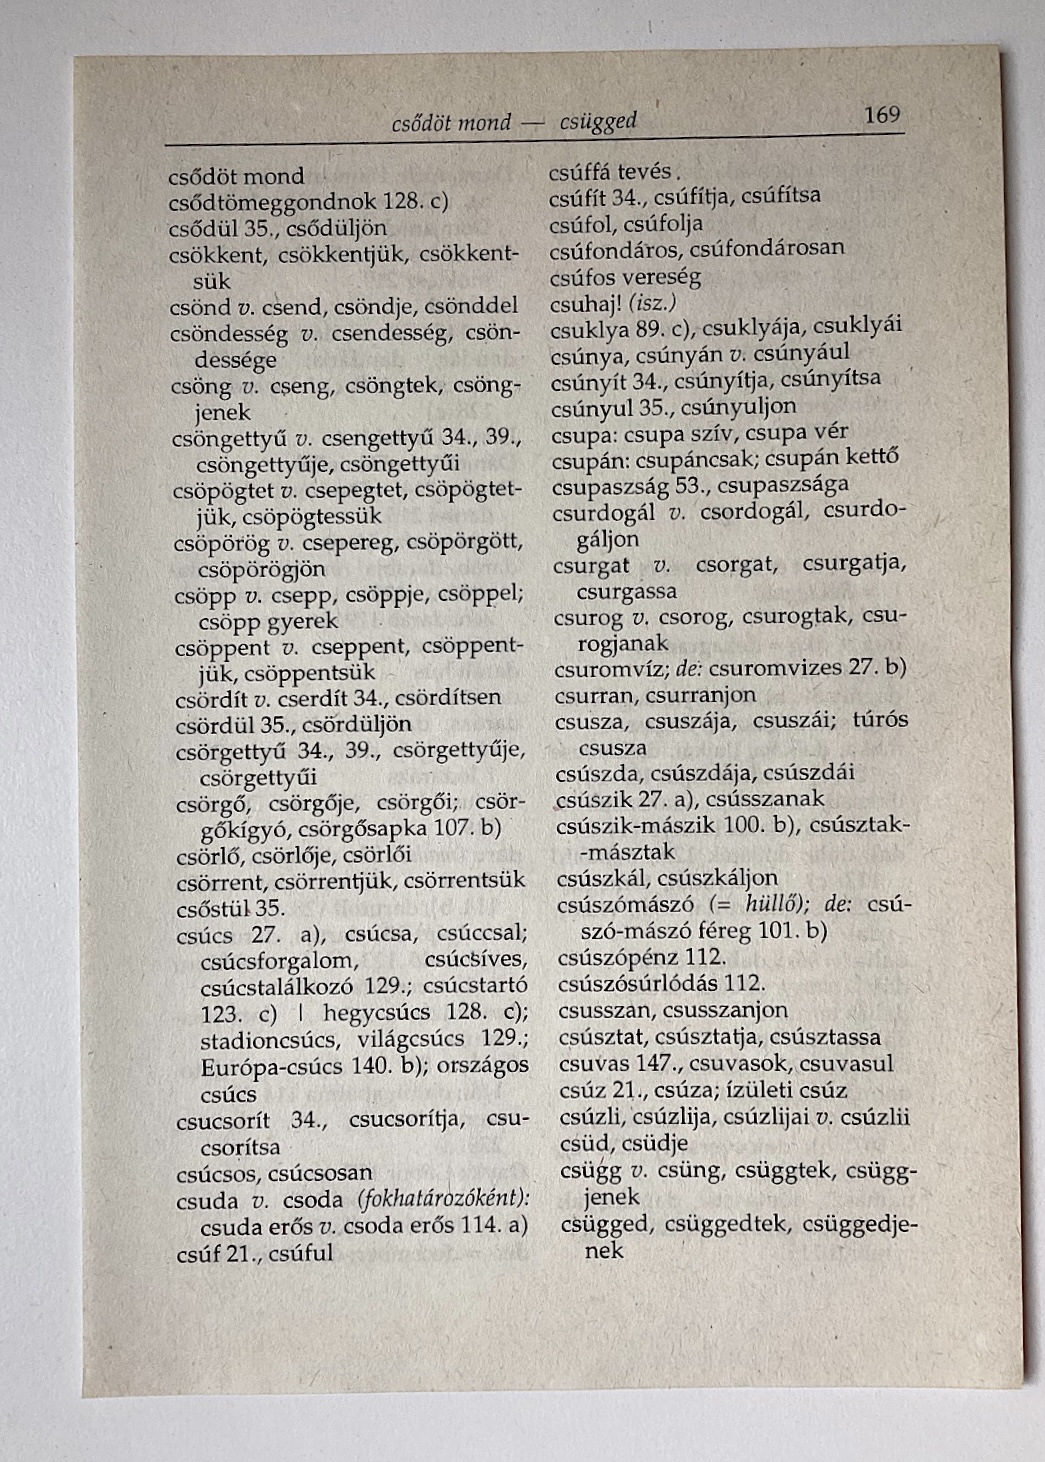 csődöt mond — csügged 169
csődöt mond
csődtömeggondnok 128. c)
csődül 35., csődüljön
csökkent, csökkentjük, csökkent-
sük
csönd v. csend, csöndje, csönddel
csöndesség v. csendesség, csön-
dessége
csöng v. cseng, csöngtek, csöng-
jenek
csöngettyű v. csengettyű 34., 39.,
csöngettyűje, csöngettyűi
csöpögtet v. csepegtet, csöpögtet-
jük, csöpögtessük
csöpörög v. csepereg, csöpörgött,
csöpörögjön
csöpp v. csepp, csöppje, csöppel;
csöpp gyerek
csöppent v. cseppent, csöppent-
jük, csöppentsük
csördít v. cserdít 34., csördítsen
csördül 35., csördüljön
csörgettyű 34., 39., csörgettyűje,
csörgettyűi
csörgő, csörgője, csörgői; csör-
gőkígyó, csörgősapka 107. b)
csörlő, csörlője, csörlői
csörrent, csörrentjük, csörrentsük
csőstül 35.
csúcs 27. a), csúcsa, csúccsal;
csúcsforgalom, csúcsíves,
csúcstalálkozó 129.; csúcstartó
123. c) | hegycsúcs 128. c);
stadioncsúcs, világcsúcs 129.;
Európa-csúcs 140. b); országos
csúcs
csucsorít 34., csucsorítja, csu-
csorítsa
csúcsos, csúcsosan
csuda v. csoda (fokhatározóként):
csuda erős v. csoda erős 114. a)
csúf 21., csúful
csúffá tevés.
csúfít 34., csúfítja, csúfítsa
csúfol, csúfolja
csúfondáros, csúfondárosan
csúfos vereség
csuhaj! (isz.)
csuklya 89. c), csuklyája, csuklyái
csúnya, csúnyán v. csúnyául
csúnyít 34., csúnyítja, csúnyítsa
csúnyul 35., csúnyuljon
csupa: csupa szív, csupa vér
csupán: csupáncsak; csupán kettő
csupaszság 53., csupaszsága
csurdogál v. csordogál, csurdo-
gáljon
csurgat v. csorgat, csurgatja,
csurgassa
csurog v. csorog, csurogtak, csu-
rogjanak
csuromvíz; de: csuromvizes 27. b)
csurran, csurranjon
csusza, csuszája, csuszái; túrós
csusza
csúszda, csúszdája, csúszdái
csúszik 27. a), csússzanak
csúszik-mászik 100. b), csúsztak-
-másztak
csúszkál, csúszkáljon
csúszómászó (= hüllő); de: csú-
szó-mászó féreg 101. b)
csúszópénz 112.
csúszósúrlódás 112.
csusszan, csusszanjon
csúsztat, csúsztatja, csúsztassa
csuvas 147., csuvasok, csuvasul
csúz 21., csúza; ízületi csúz
csúzli, csúzlija, csúzlijai v. csúzlii
csüd, csüdje
csügg v. csüng, csüggtek, csügg-
jenek
csügged, csüggedtek, csüggedje-
nek